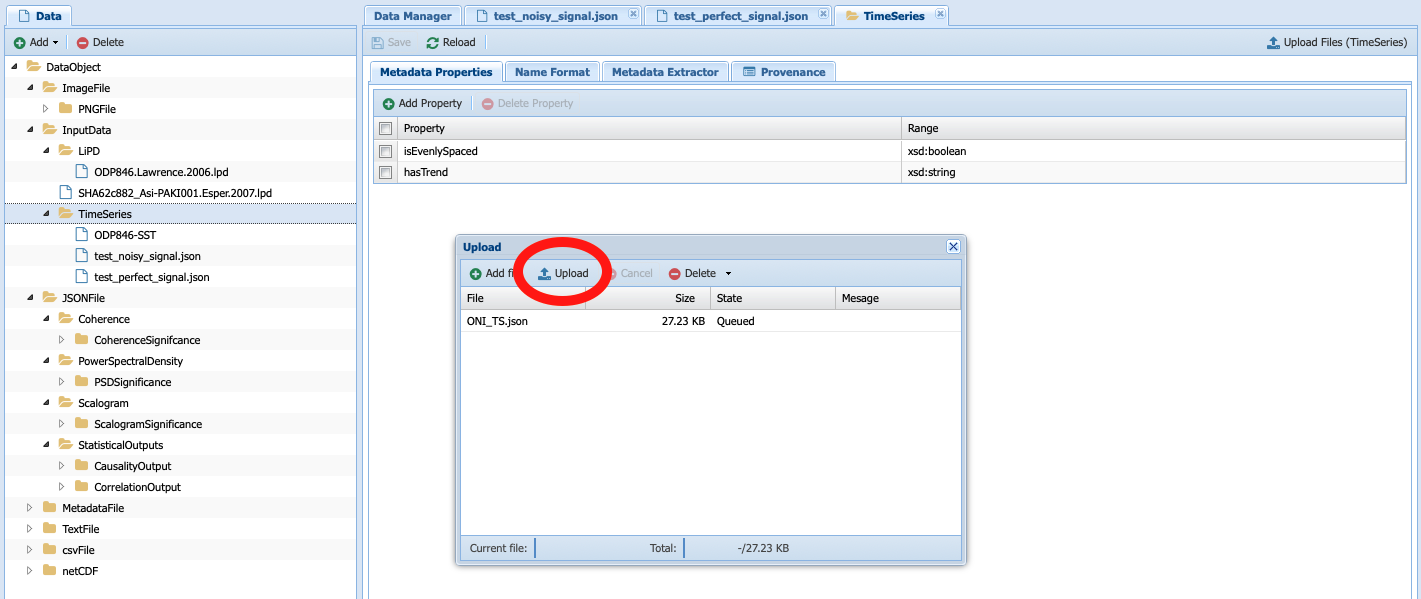 Data
Add
Delete
DataObject
ImageFile
PNGFile
InputData
LiPD
ODP846.Lawrence.2006.lpd
SHA62c882_Asi-PAKI001.Esper.2007.lpd
TimeSeries
ODP846-SST
test_noisy_signal.json
test_perfect_signal.json
JSONFile
Coherence
CoherenceSignifcance
PowerSpectralDensity
PSDSignificance
Scalogram
ScalogramSignificance
StatisticalOutputs
CausalityOutput
CorrelationOutput
MetadataFile
TextFile
csvFile
netCDF
Data Manager test_noisy_signal.json test_perfect_signal.json TimeSeries
Save Reload Upload Files (TimeSeries)
Metadata Properties Name Format Metadata Extractor Provenance
Add Property Delete Property
Property Range
isEvenlySpaced xsd:boolean
hasTrend xsd:string
Upload
Add Upload Cancel Delete
File Size State Mesage
ONI_TS.json 27.23 KB Queued
Current file: Total: -/27.23 KB